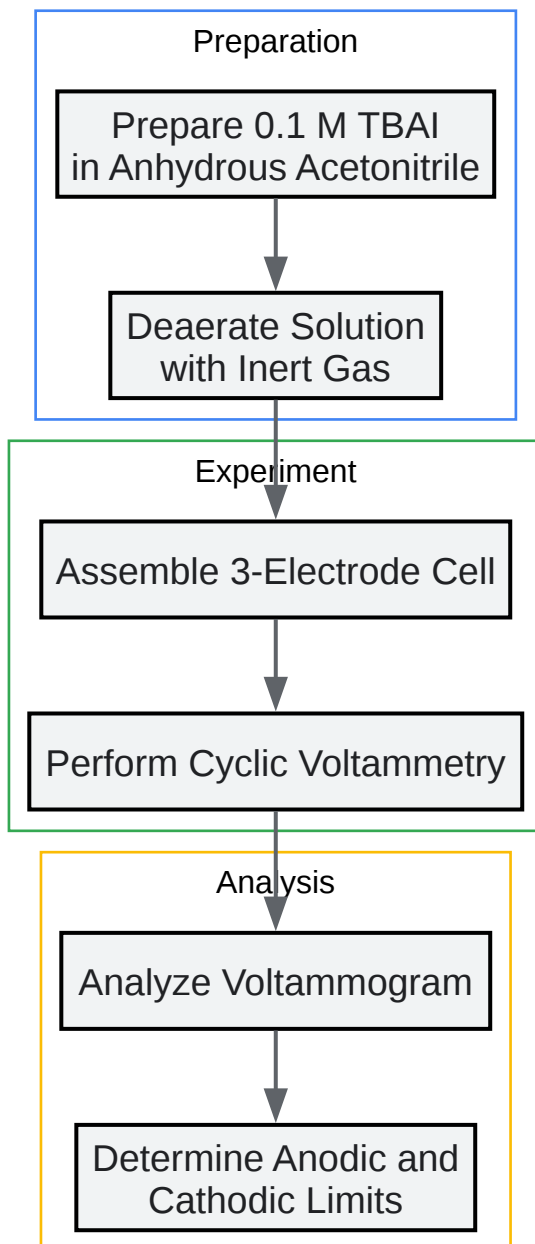 Preparation
Prepare 0.1 M TBAI
in Anhydrous Acetonitrile
Deaerate Solution
with Inert Gas
Experiment
Assemble 3-Electrode Cell
Perform Cyclic Voltammetry
Analysis
Analyze Voltammogram
Determine Anodic and
Cathodic Limits